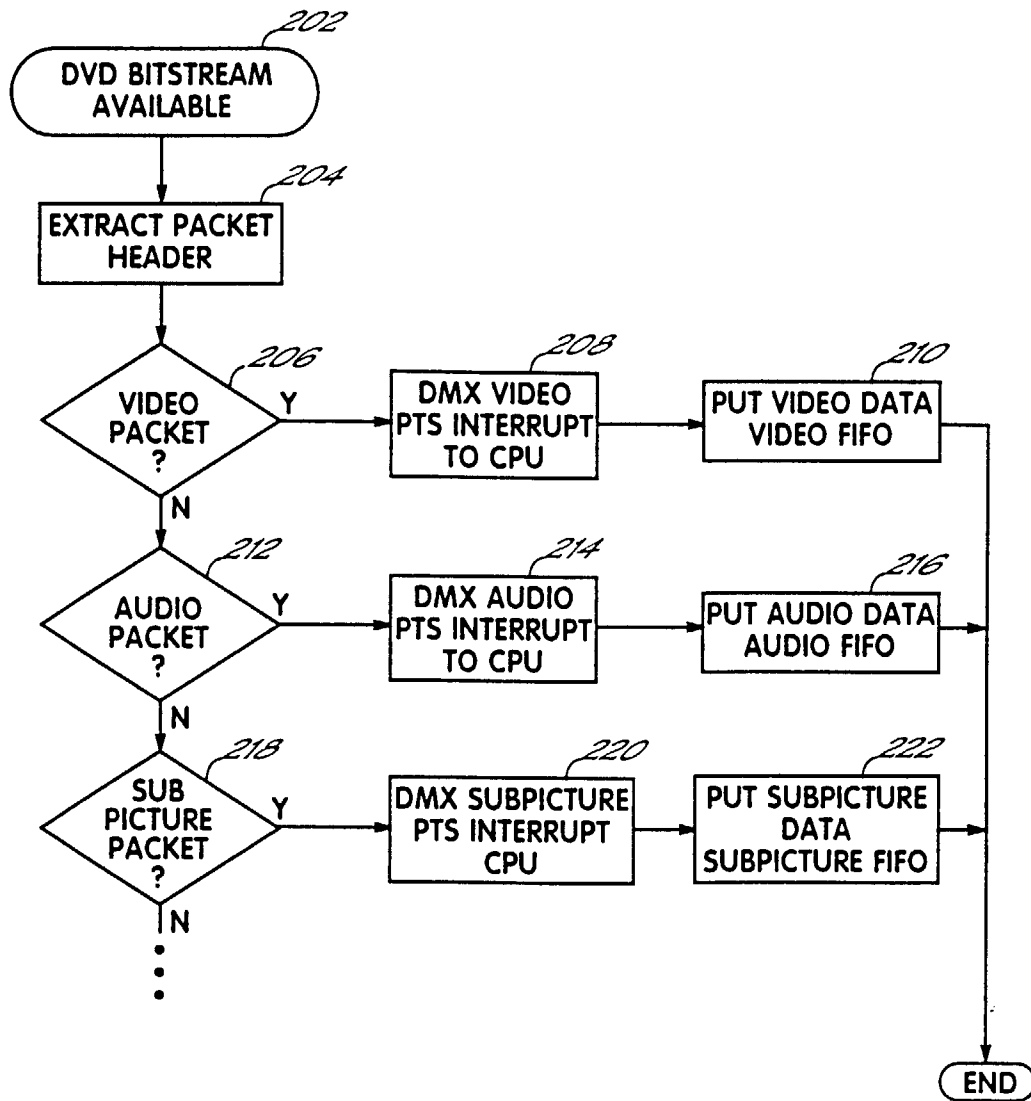 202
DVD BITSTREAM
AVAILABLE
204
EXTRACT PACKET
HEADER
206
VIDEO
PACKET
?
Y
N
208
DMX VIDEO
PTS INTERRUPT
TO CPU
210
PUT VIDEO DATA
VIDEO FIFO
212
AUDIO
PACKET
?
Y
N
214
DMX AUDIO
PTS INTERRUPT
TO CPU
216
PUT AUDIO DATA
AUDIO FIFO
218
SUB
PICTURE
PACKET
?
Y
N
220
DMX SUBPICTURE
PTS INTERRUPT
CPU
222
PUT SUBPICTURE
DATA
SUBPICTURE FIFO
END